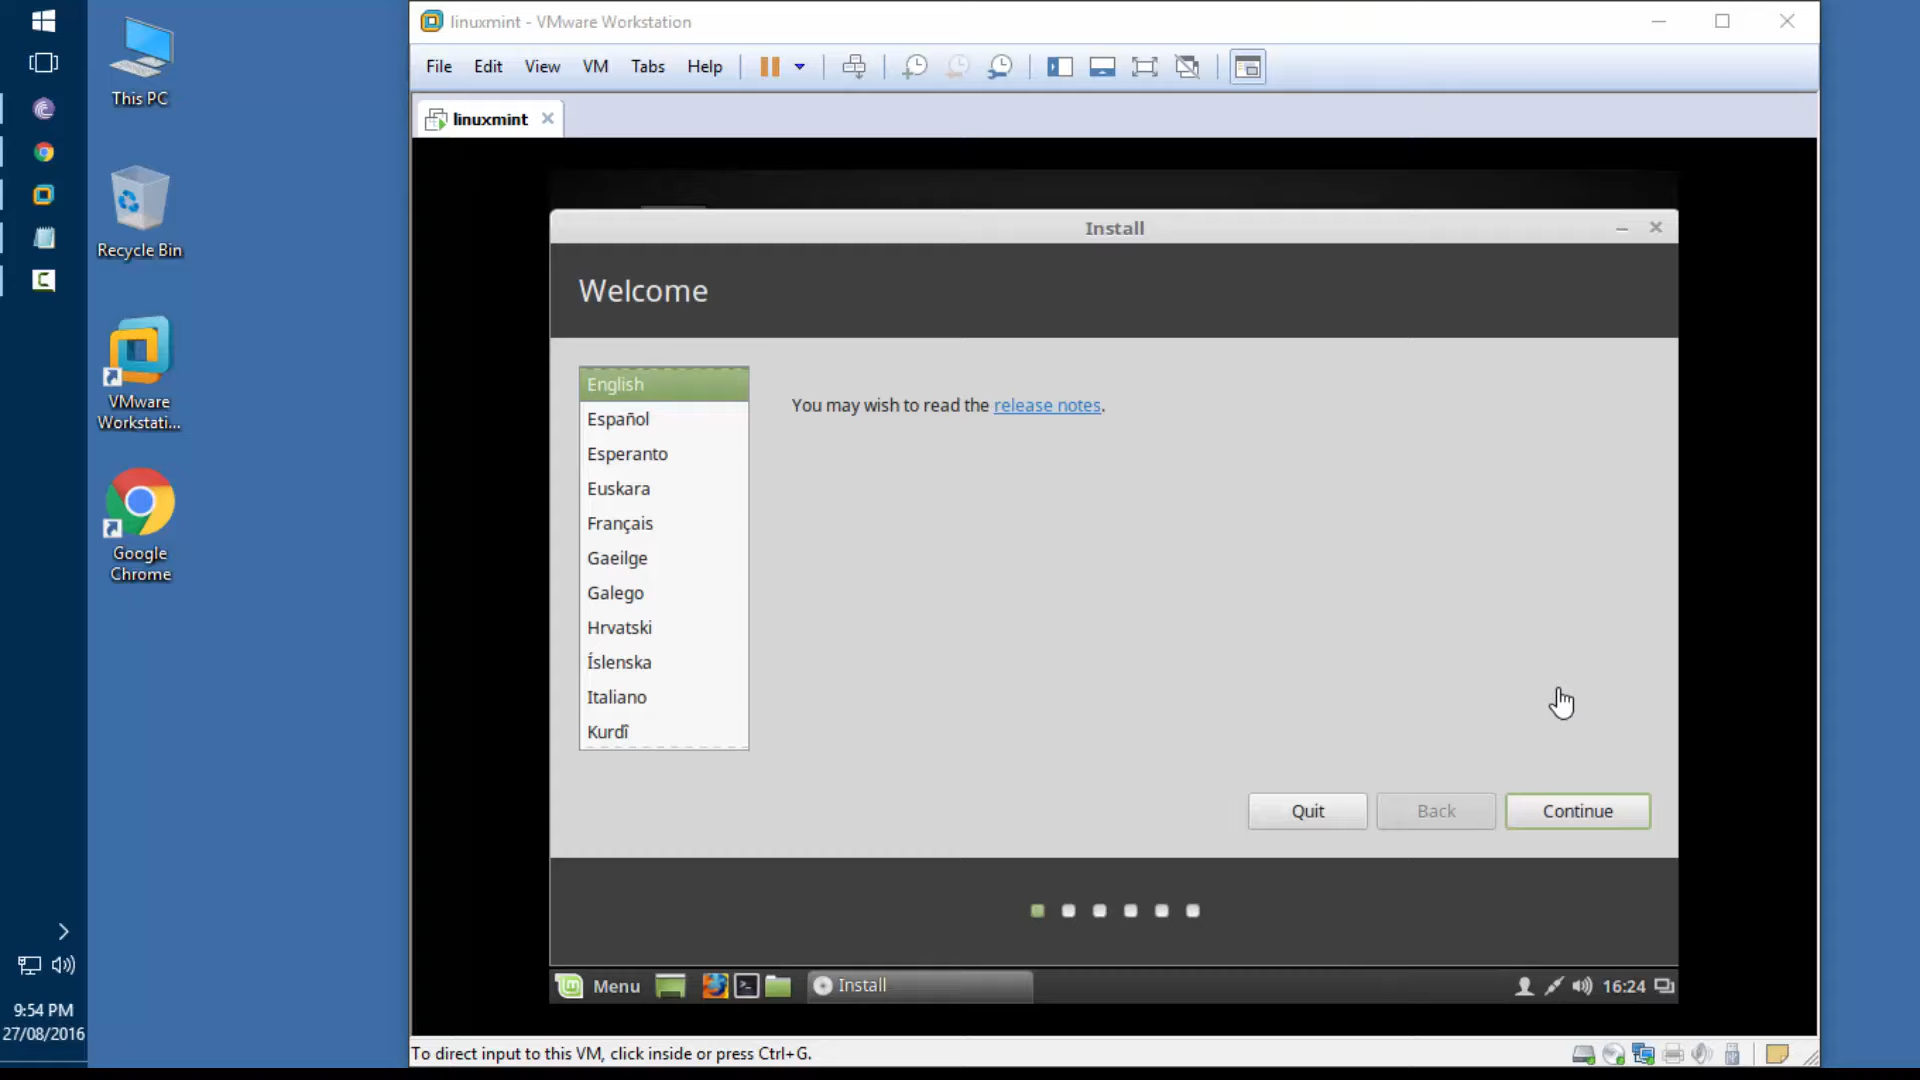 This PC
Recycle Bin
VMware
Workstati...
Google
Chrome
9:54 PM
27/08/2016
linuxmint - VMware Workstation
File Edit View VM Tabs Help
linuxmint
Install
Welcome
English
Español
Esperanto
Euskara
Français
Gaeilge
Galego
Hrvatski
Íslenska
Italiano
Kurdî
You may wish to read the release notes.
Quit Back Continue
Menu Install 16:24
To direct input to this VM, click inside or press Ctrl+G.